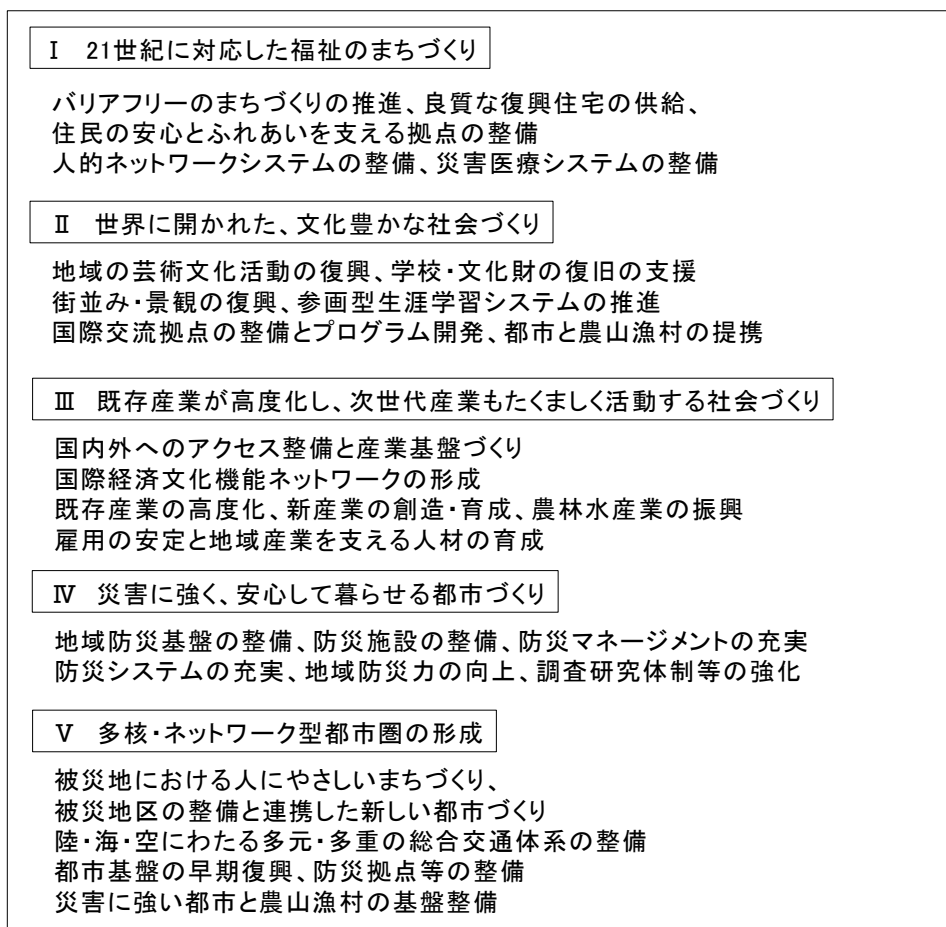 Ⅰ　21世紀に対応した福祉のまちづくり
バリアフリーのまちづくりの推進、良質な復興住宅の供給、
住民の安心とふれあいを支える拠点の整備
人的ネットワークシステムの整備、災害医療システムの整備
Ⅱ　世界に開かれた、文化豊かな社会づくり
地域の芸術文化活動の復興、学校・文化財の復旧の支援
街並み・景観の復興、参画型生涯学習システムの推進
国際交流拠点の整備とプログラム開発、都市と農山漁村の提携
Ⅲ　既存産業が高度化し、次世代産業もたくましく活動する社会づくり
国内外へのアクセス整備と産業基盤づくり
国際経済文化機能ネットワークの形成
既存産業の高度化、新産業の創造・育成、農林水産業の振興
雇用の安定と地域産業を支える人材の育成
Ⅳ　災害に強く、安心して暮らせる都市づくり
地域防災基盤の整備、防災施設の整備、防災マネージメントの充実
防災システムの充実、地域防災力の向上、調査研究体制等の強化
Ⅴ　多核・ネットワーク型都市圏の形成
被災地における人にやさしいまちづくり、
被災地区の整備と連携した新しい都市づくり
陸・海・空にわたる多元・多重の総合交通体系の整備
都市基盤の早期復興、防災拠点等の整備
災害に強い都市と農山漁村の基盤整備